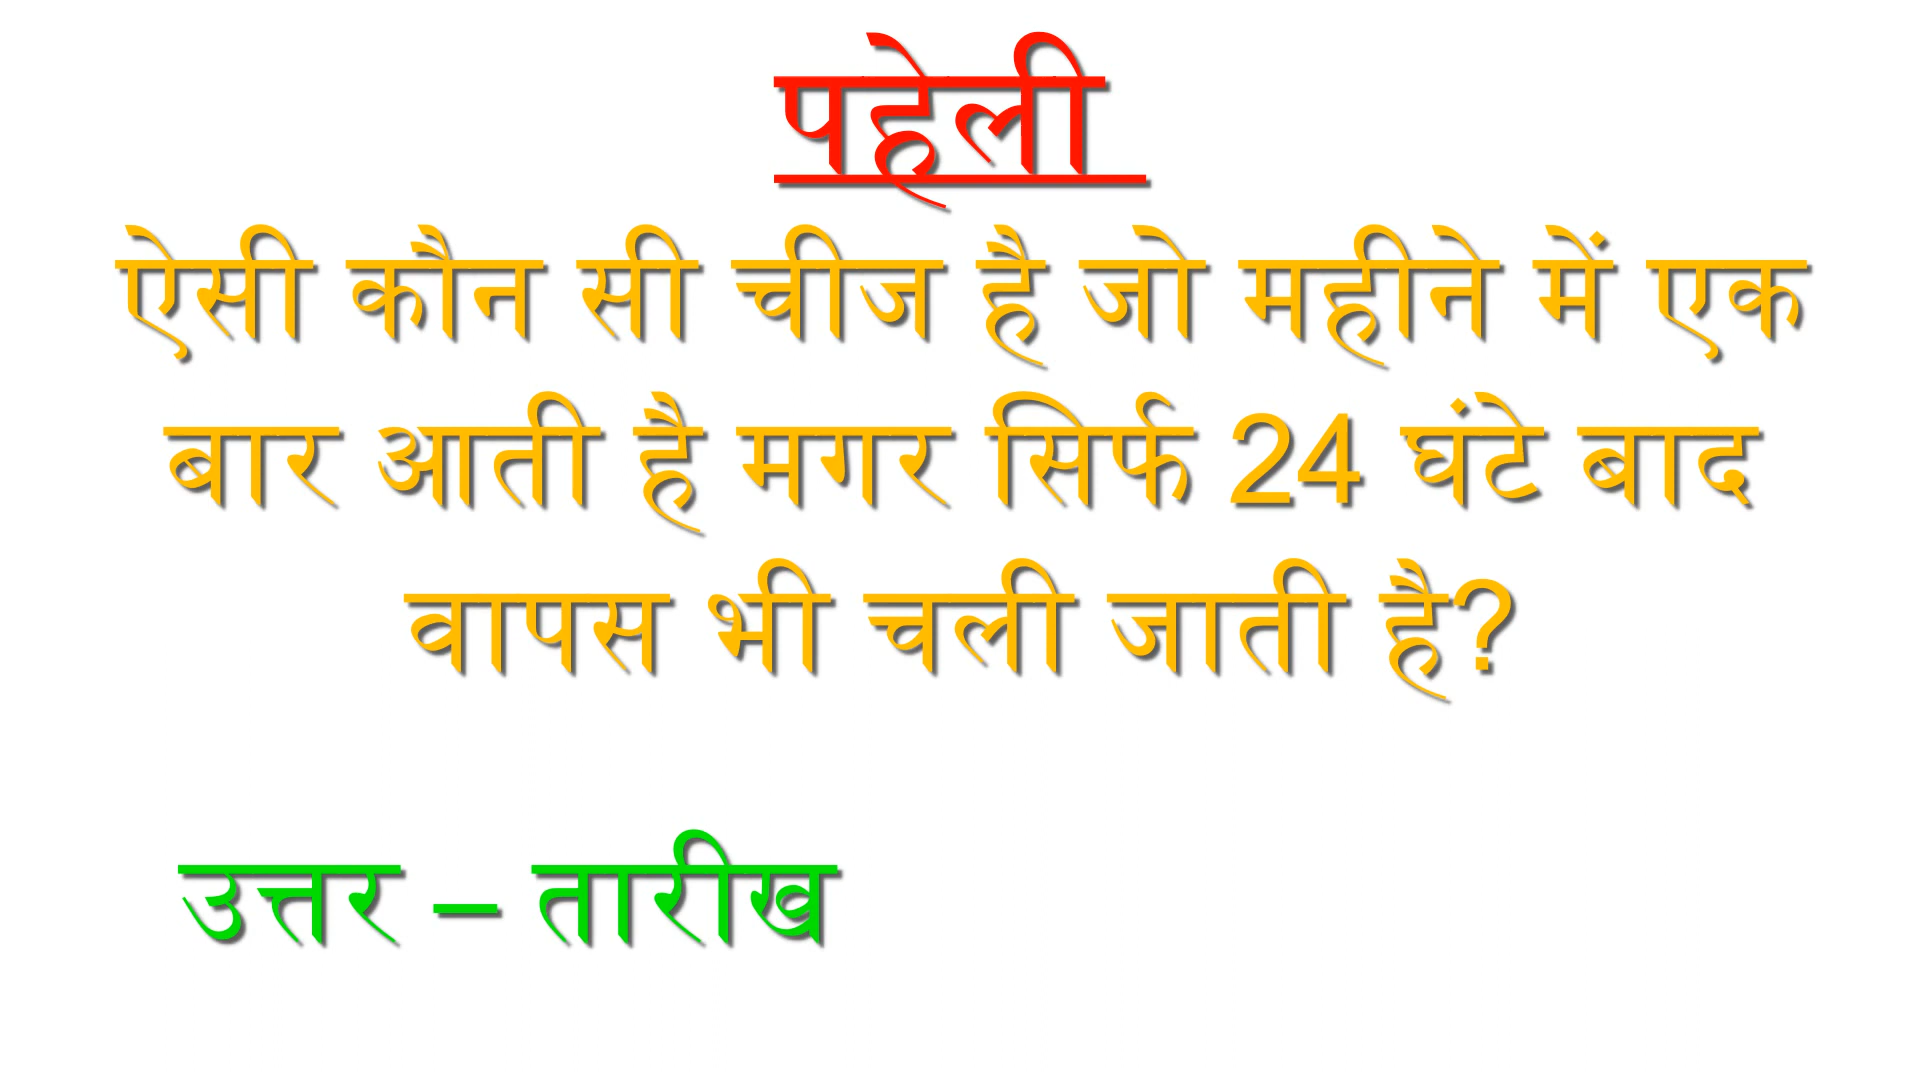 पहेली
ऐसी कौन सी चीज है जो महीने में एक
बार आती है मगर सिर्फ 24 घंटे बाद
वापस भी चली जाती है?
उत्तर – तारीख